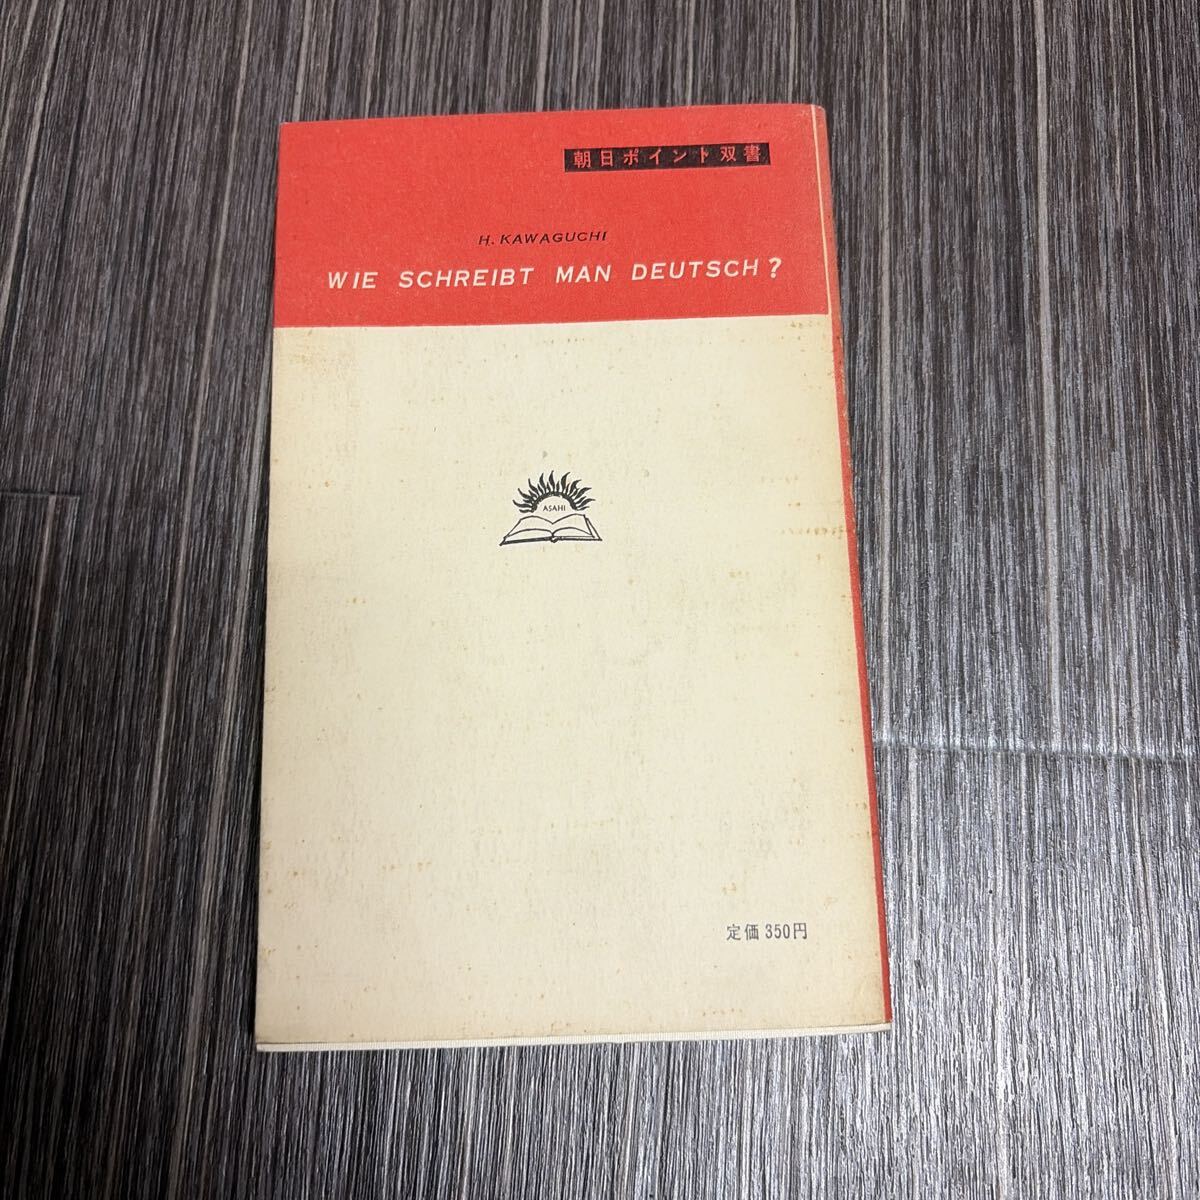 朝日ポイント双書
H. KAWAGUCHI
WIE SCHREIBT MAN DEUTSCH?
ASAHI
定価 350円